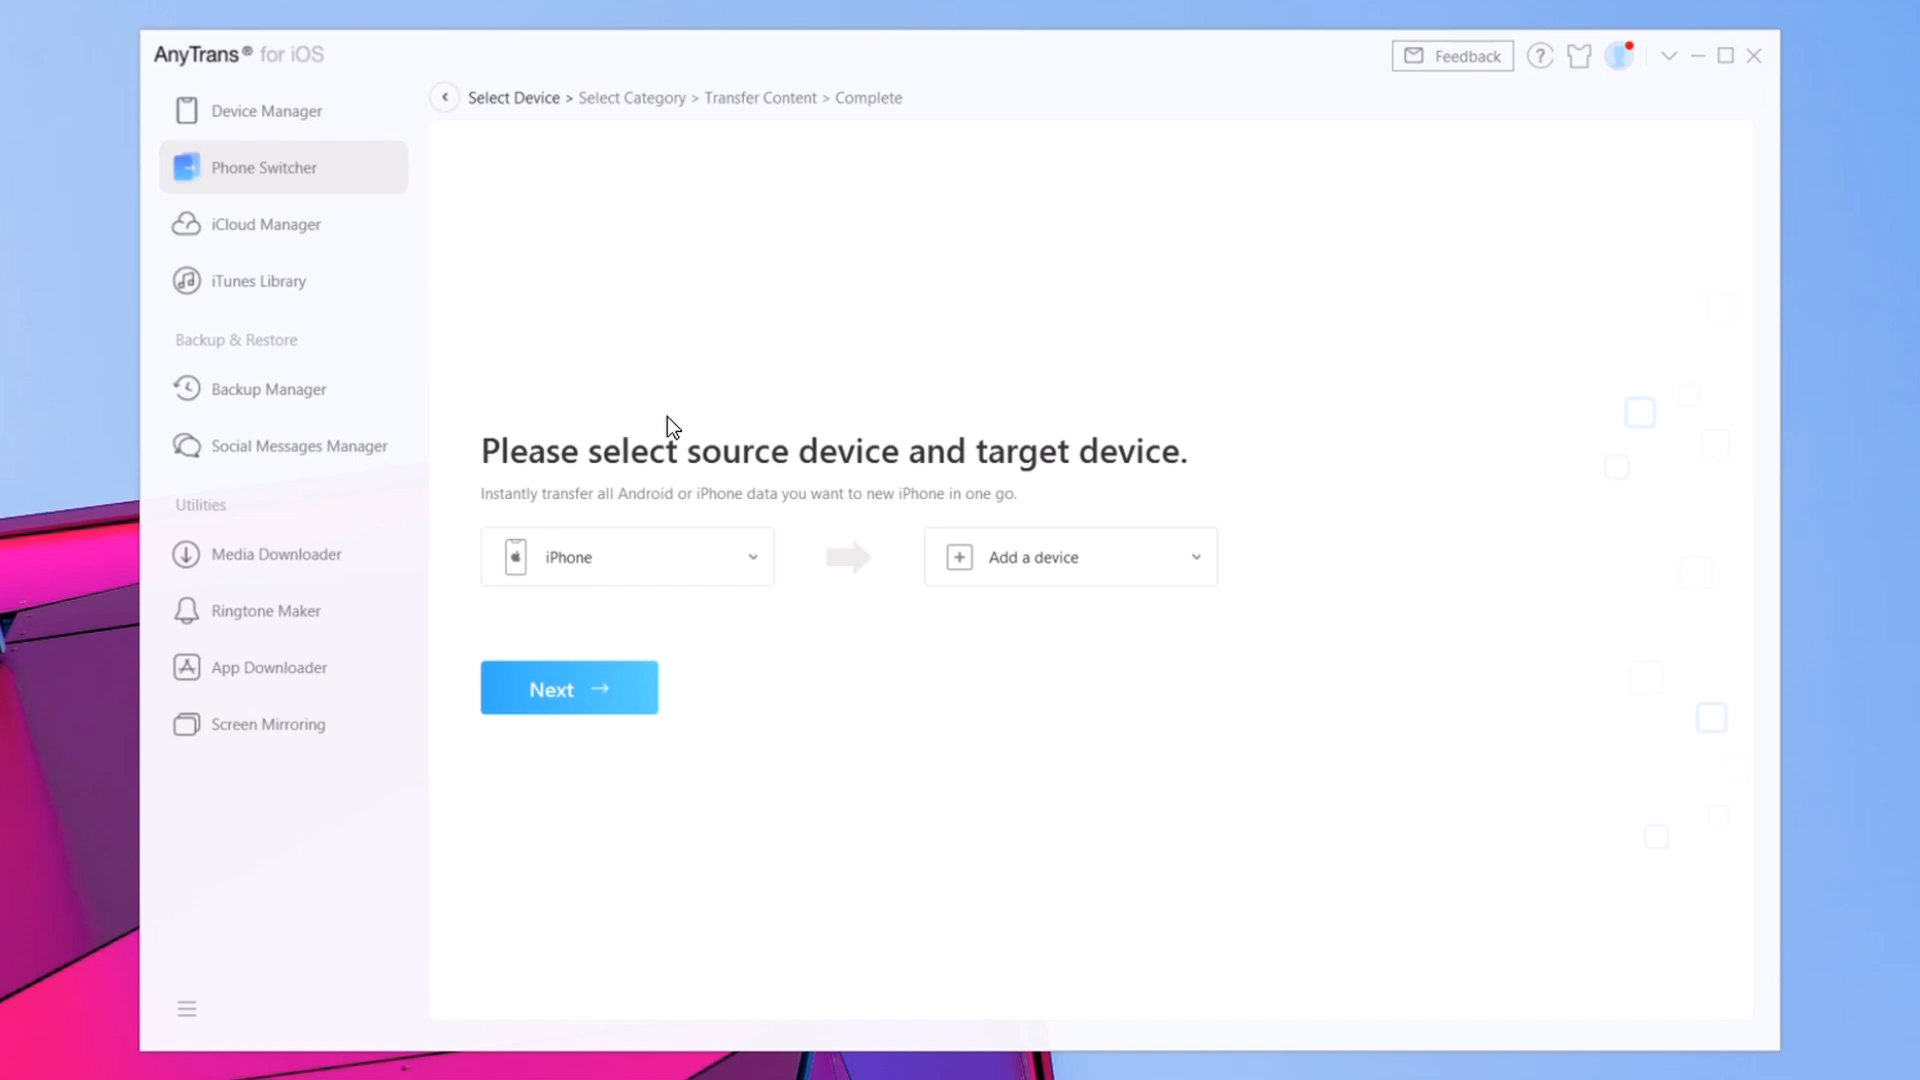 AnyTrans® for iOS
Feedback
Device Manager
Phone Switcher
iCloud Manager
iTunes Library
Backup & Restore
Backup Manager
Social Messages Manager
Utilities
Media Downloader
Ringtone Maker
App Downloader
Screen Mirroring
Select Device > Select Category > Transfer Content > Complete
Please select source device and target device.
Instantly transfer all Android or iPhone data you want to new iPhone in one go.
iPhone
Add a device
Next